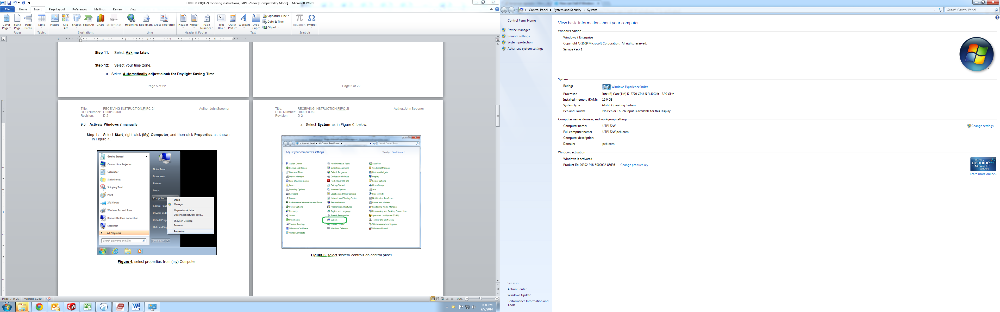 D0001.8360(D-2) recieving instructions, FitPC-2I.doc [Compatibility Mode] - Microsoft Word
File Home Insert Page Layout References Mailings Review View
Cover Page Blank Page Page Break Table Picture Clip Art Shapes SmartArt Chart Screenshot Hyperlink Bookmark Cross-reference Header Footer Page Number Text Box Quick Parts WordArt Drop Cap Signature Line Date & Time Object Equation Symbol
Pages Tables Illustrations Links Header & Footer Text Symbols
Step 11: Select Ask me later.
Step 12: Select your time zone.
a. Select Automatically adjust clock for Daylight Saving Time.
Page 5 of 22
Page 6 of 22
Title: RECEIVING INSTRUCTION,FitPC-2I Author:John Spooner
DOC Number: D0001.8360
Revision: D-2
9.3 Activate Windows 7 manually
Step 1: Select Start, right-click (My) Computer, and then click Properties as shown
in Figure 4.
Getting Started
Connect to a Projector
Calculator
Sticky Notes
Snipping Tool
Paint
XPS Viewer
Windows Fax and Scan
Remote Desktop Connection
Magnifier
All Programs
Search programs and files
Noise Tutor
Documents
Pictures
Music
Computer
Control Pane
Devices and
Default Prog
Help and Sup
Shut down
Open
Manage
Map network drive...
Disconnect network drive...
Show on Desktop
Rename
Properties
Figure 4, select properties from (my) Computer
Title: RECEIVING INSTRUCTION,FitPC-2I Author:John Spooner
DOC Number: D0001.8360
Revision: D-2
a. Select System as in Figure 6, below.
Control Panel All Control Panel Items Search Control Panel
Adjust your computer's settings View by: Small icons
Action Center Administrative Tools AutoPlay
Backup and Restore Color Management Credential Manager
Date and Time Default Programs Desktop Gadgets
Device Manager Devices and Printers Display
Ease of Access Center Flash Player (32-bit) Folder Options
Fonts Getting Started HomeGroup
Indexing Options Internet Options Java
Keyboard Location and Other Sensors Mail (32-bit)
Mouse Network and Sharing Center Notification Area Icons
Performance Information and Tools Personalization Phone and Modem
Power Options Programs and Features Realtek HD Audio Manager
Recovery Region and Language RemoteApp and Desktop Connections
Sound Speech Recognition Symantec LiveUpdate (32-bit)
Sync Center System Taskbar and Start Menu
Troubleshooting User Accounts Windows Anytime Upgrade
Windows CardSpace Windows Defender Windows Firewall
Windows Update
Figure 6, select system controls on control panel
Page: 7 of 22 Words: 1,250 90%
1:30 PM
9/2/2014
Control Panel System and Security System Search Control Panel
Control Panel Home
Device Manager
Remote settings
System protection
Advanced system settings
See also
Action Center
Windows Update
Performance Information and
Tools
View basic information about your computer
Windows edition
Windows 7 Enterprise
Copyright © 2009 Microsoft Corporation. All rights reserved.
Service Pack 1
System
Rating: 5.9 Windows Experience Index
Processor: Intel(R) Core(TM) i7-3770 CPU @ 3.40GHz 3.90 GHz
Installed memory (RAM): 16.0 GB
System type: 64-bit Operating System
Pen and Touch: No Pen or Touch Input is available for this Display
Computer name, domain, and workgroup settings
Computer name: UTP132W Change settings
Full computer name: UTP132W.pcb.com
Computer description:
Domain: pcb.com
Windows activation
Windows is activated
Product ID: 00392-918-5000002-85636 Change product key
ask for
genuine
Microsoft
software
Learn more online...